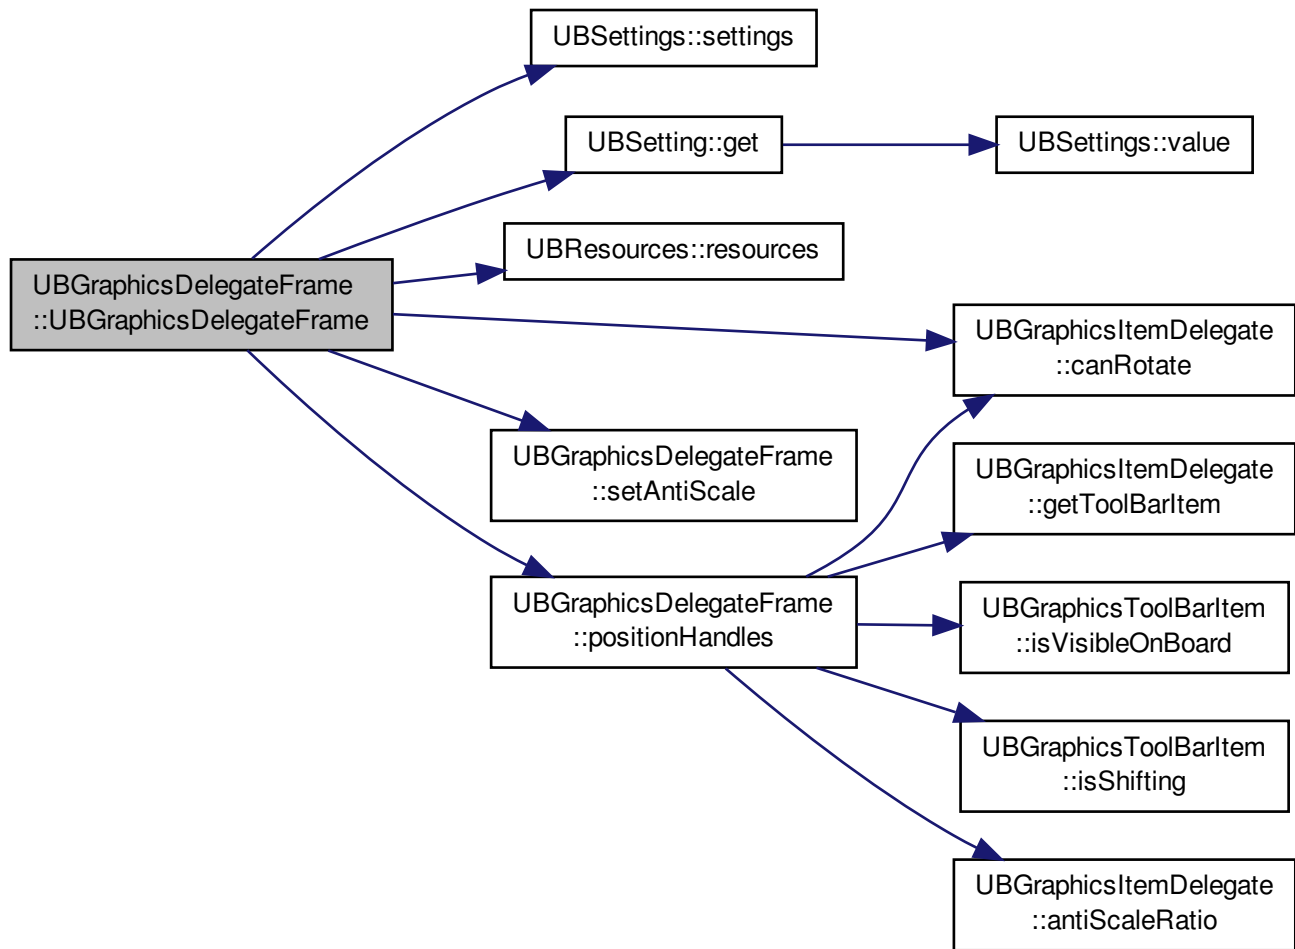 UBSettings::settings
UBSetting::get
UBSettings::value
UBResources::resources
UBGraphicsDelegateFrame
::UBGraphicsDelegateFrame
UBGraphicsItemDelegate
::canRotate
UBGraphicsDelegateFrame
::setAntiScale
UBGraphicsItemDelegate
::getToolBarItem
UBGraphicsDelegateFrame
::positionHandles
UBGraphicsToolBarItem
::isVisibleOnBoard
UBGraphicsToolBarItem
::isShifting
UBGraphicsItemDelegate
::antiScaleRatio